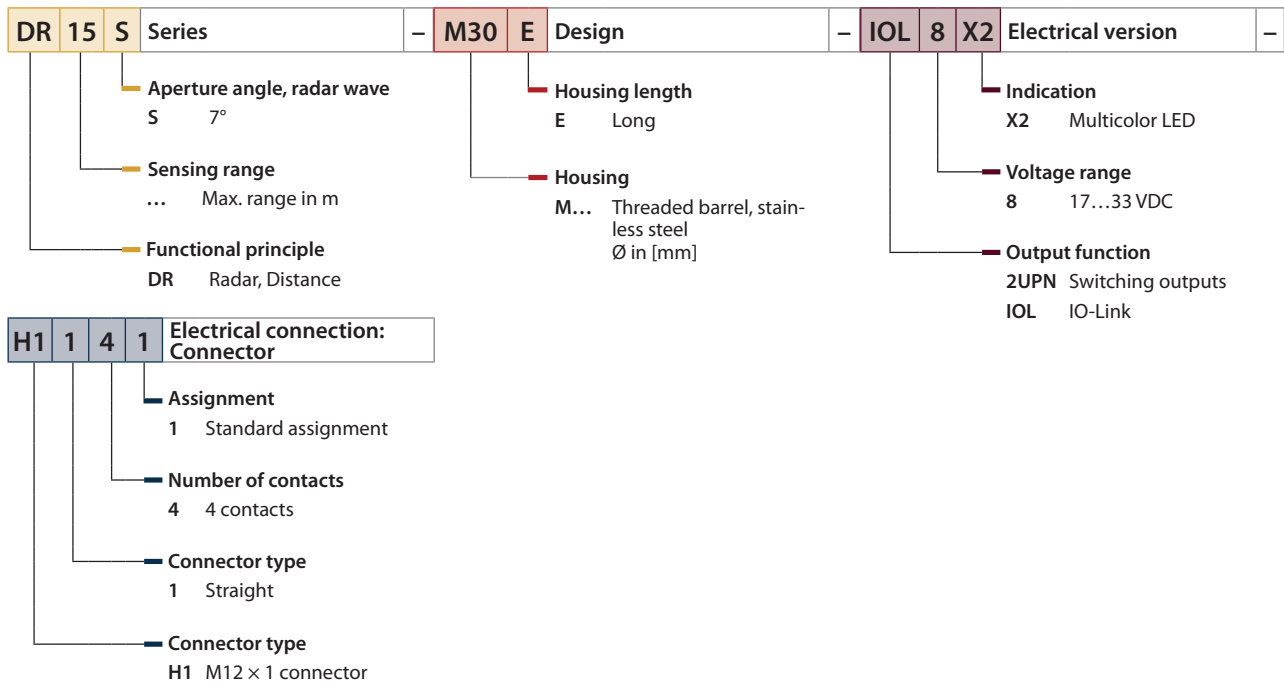 DR 15 S Series – M30 E Design – IOL 8 X2 Electrical version –
Aperture angle, radar wave
S 7°
Sensing range
… Max. range in m
Functional principle
DR Radar, Distance
Housing length
E Long
Housing
M… Threaded barrel, stain-
less steel
Ø in [mm]
Indication
X2 Multicolor LED
Voltage range
8 17…33 VDC
Output function
2UPN Switching outputs
IOL IO-Link
H1 1 4 1 Electrical connection:
Connector
Assignment
1 Standard assignment
Number of contacts
4 4 contacts
Connector type
1 Straight
Connector type
H1 M12 × 1 connector